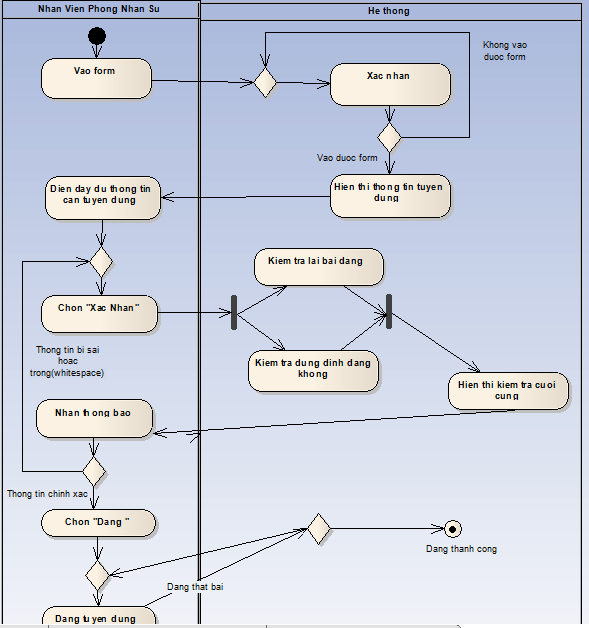 Nhan Vien Phong Nhan Su
He thong
Khong vao
duoc form
Vao form
Xac nhan
Vao duoc form
Dien day du thong tin
can tuyen dung
Hien thi thong tin tuyen
dung
Kiem tra lai bai dang
Chon "Xac Nhan"
Thong tin bi sai
hoac
trong(whitespace)
Kiem tra dung dinh dang
khong
Hien thi kiem tra cuoi
cung
Nhan thong bao
Thong tin chinh xac
Chon "Dang "
Dang thanh cong
Dang that bai
Dang tuyen dung